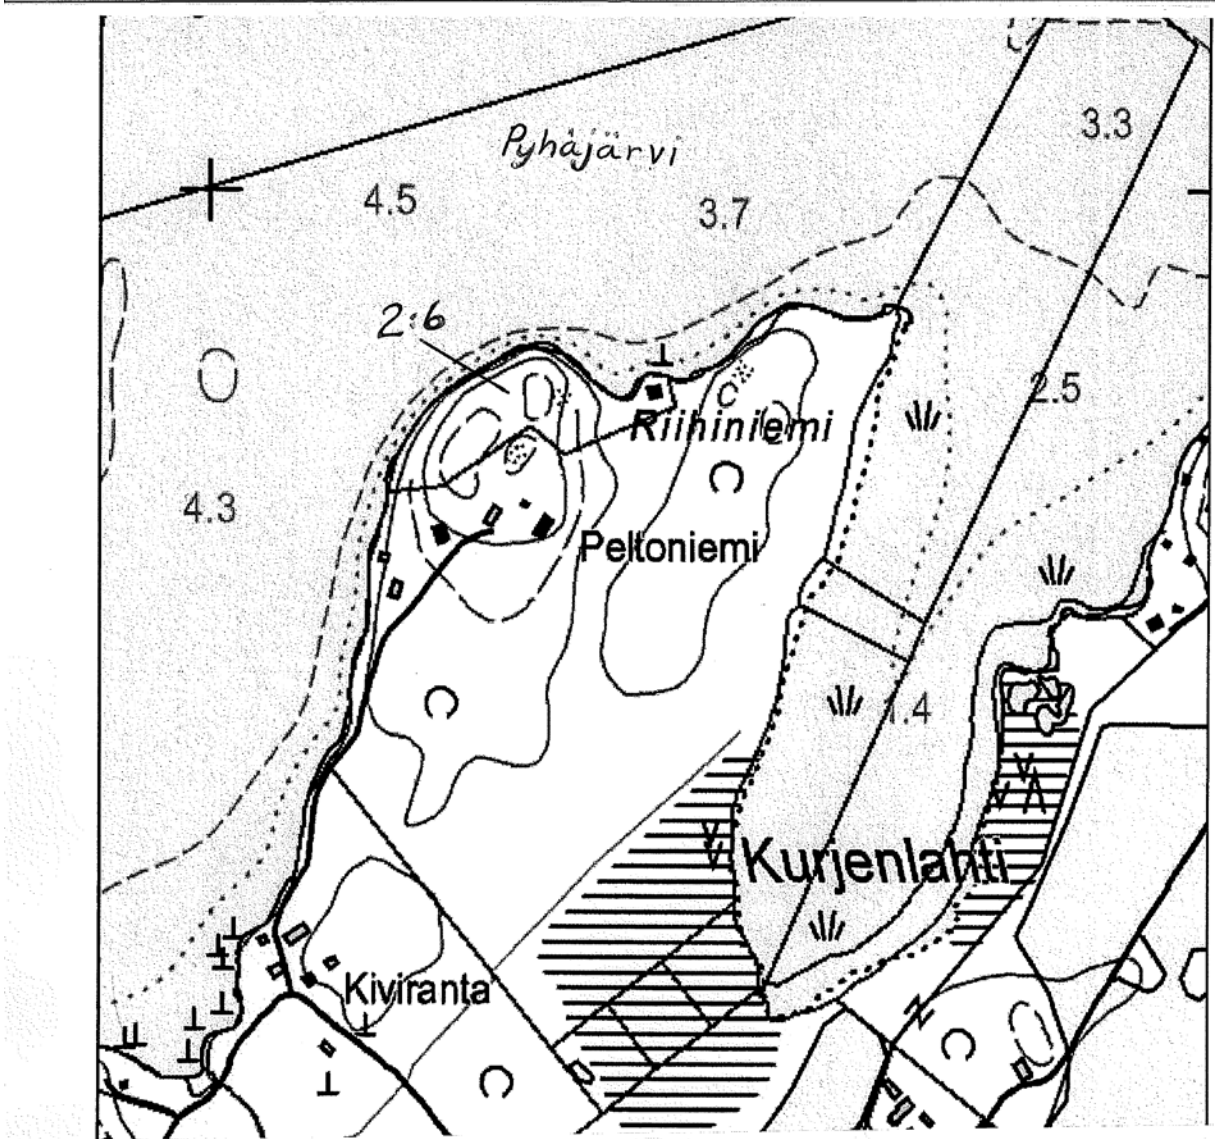 3.3
Pyhäjärvi
4.5
3.7
2:6
2.5
Riihiniemi
4.3
Peltoniemi
1.4
Kurjenlahti
Kiviranta